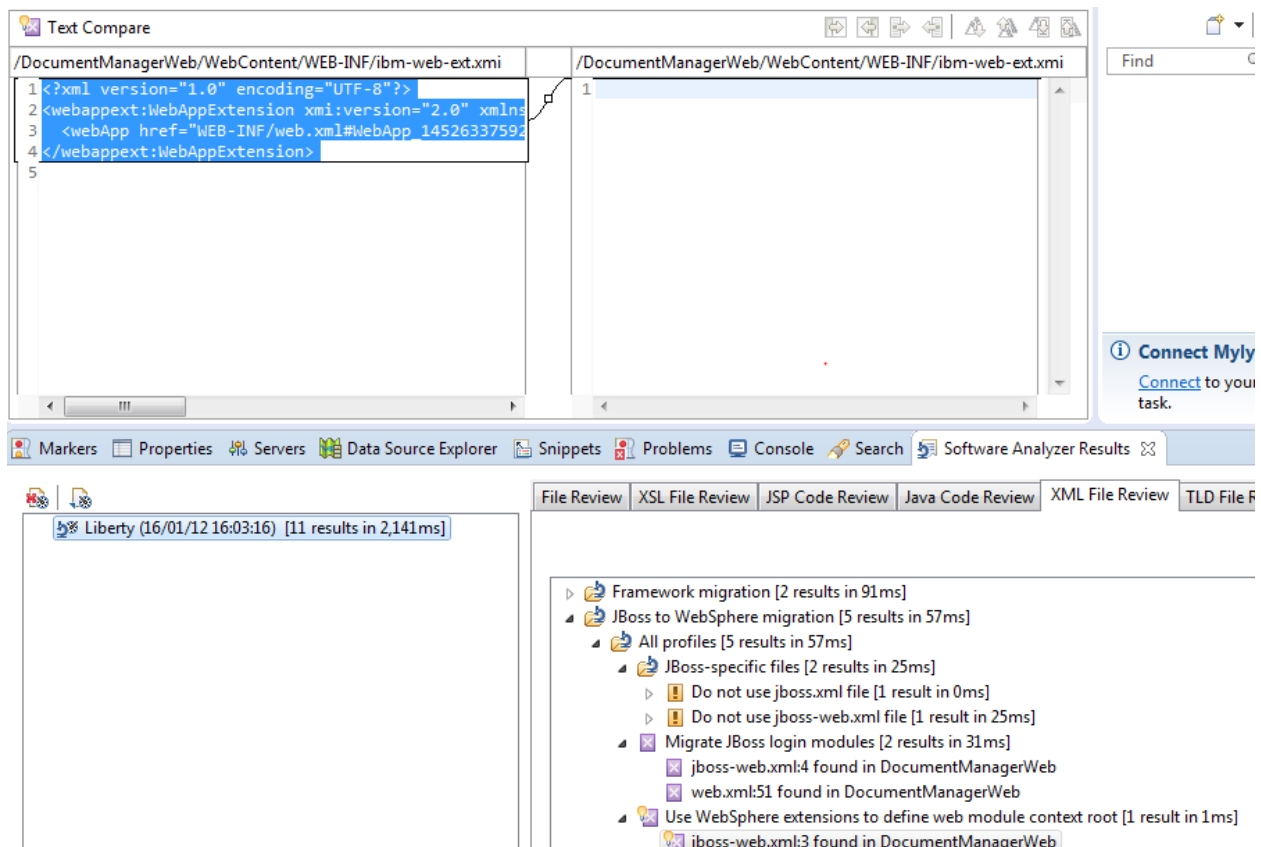 Text Compare
/DocumentManagerWeb/WebContent/WEB-INF/ibm-web-ext.xmi
/DocumentManagerWeb/WebContent/WEB-INF/ibm-web-ext.xmi
1 <?xml version="1.0" encoding="UTF-8"?>
2 <webappext:WebAppExtension xmi:version="2.0" xmlns
3 <webApp href="WEB-INF/web.xml#WebApp_14526337592
4 </webappext:WebAppExtension>
5
1
Find
Connect Myly
Connect to your
task.
Markers Properties Servers Data Source Explorer Snippets Problems Console Search Software Analyzer Results
Liberty (16/01/12 16:03:16) [11 results in 2,141ms]
File Review XSL File Review JSP Code Review Java Code Review XML File Review TLD File R
Framework migration [2 results in 91ms]
JBoss to WebSphere migration [5 results in 57ms]
All profiles [5 results in 57ms]
JBoss-specific files [2 results in 25ms]
Do not use jboss.xml file [1 result in 0ms]
Do not use jboss-web.xml file [1 result in 25ms]
Migrate JBoss login modules [2 results in 31ms]
jboss-web.xml:4 found in DocumentManagerWeb
web.xml:51 found in DocumentManagerWeb
Use WebSphere extensions to define web module context root [1 result in 1ms]
jboss-web.xml:3 found in DocumentManagerWeb